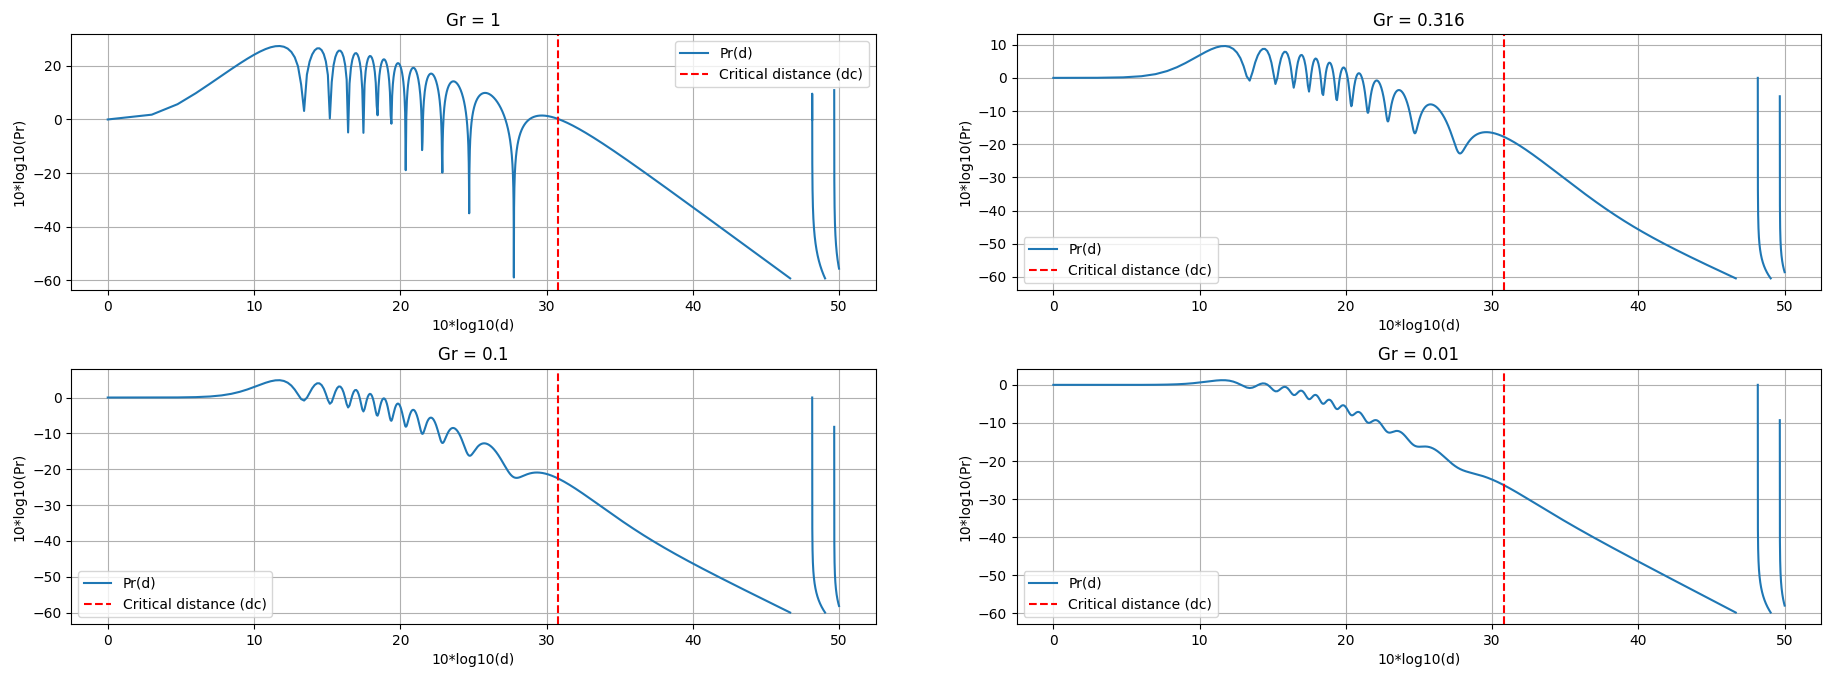 Gr = 1
10*log10(Pr)
20
0
−20
−40
−60
Pr(d)
Critical distance (dc)
0 10 20 30 40 50
10*log10(d)
Gr = 0.316
10*log10(Pr)
10
0
−10
−20
−30
−40
−50
−60
Pr(d)
Critical distance (dc)
0 10 20 30 40 50
10*log10(d)
Gr = 0.1
10*log10(Pr)
0
−10
−20
−30
−40
−50
−60
Pr(d)
Critical distance (dc)
0 10 20 30 40 50
10*log10(d)
Gr = 0.01
10*log10(Pr)
0
−10
−20
−30
−40
−50
−60
Pr(d)
Critical distance (dc)
0 10 20 30 40 50
10*log10(d)